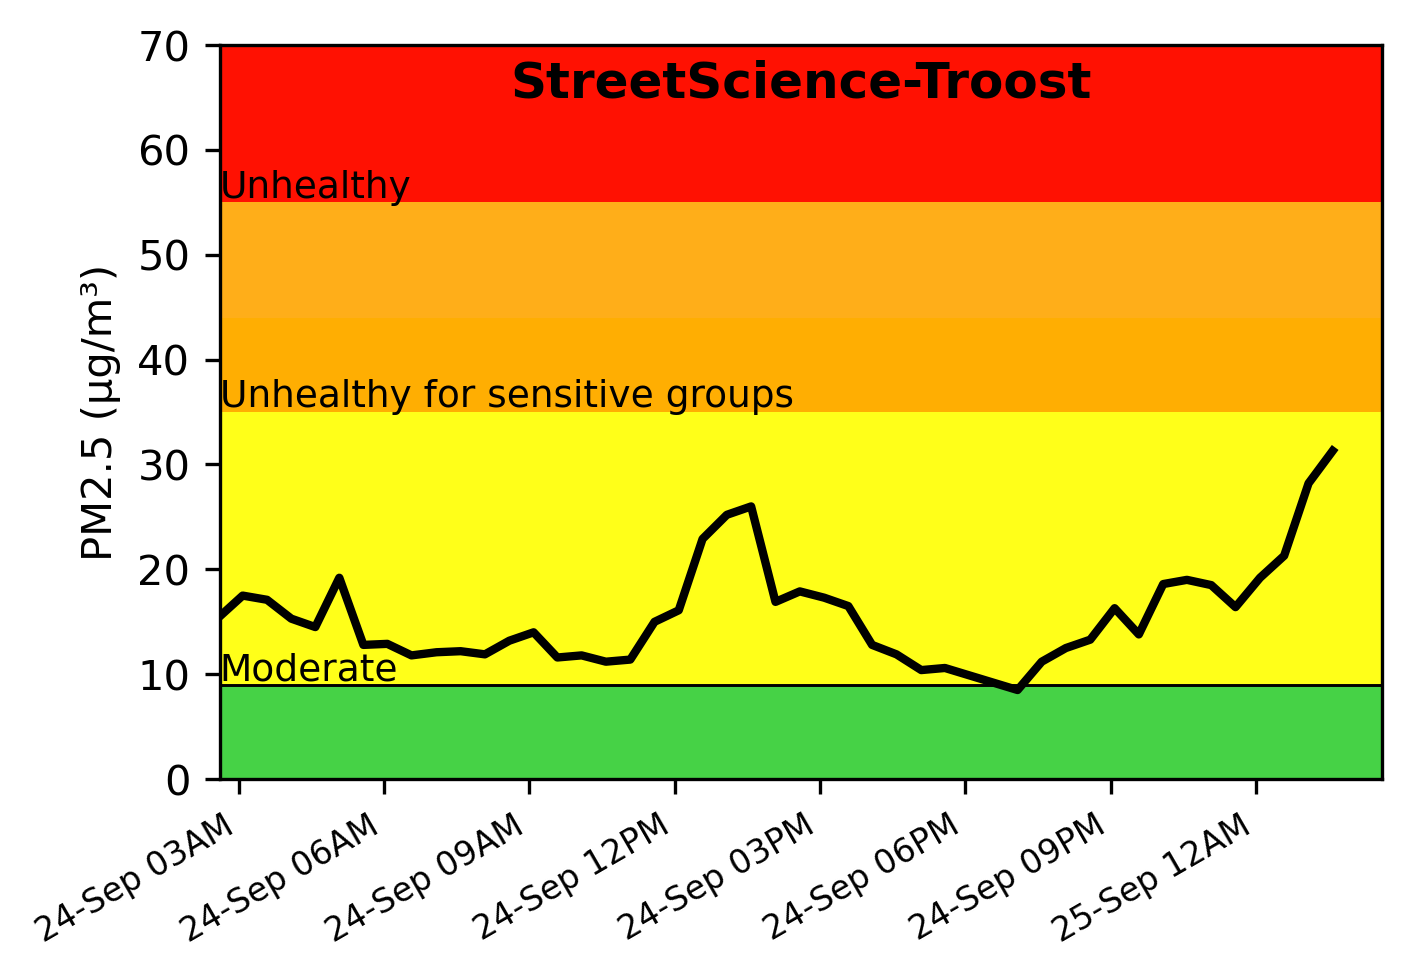 StreetScience-Troost
PM2.5 (µg/m³)
70
60
50
40
30
20
10
0
Unhealthy
Unhealthy for sensitive groups
Moderate
24-Sep 03AM
24-Sep 06AM
24-Sep 09AM
24-Sep 12PM
24-Sep 03PM
24-Sep 06PM
24-Sep 09PM
25-Sep 12AM